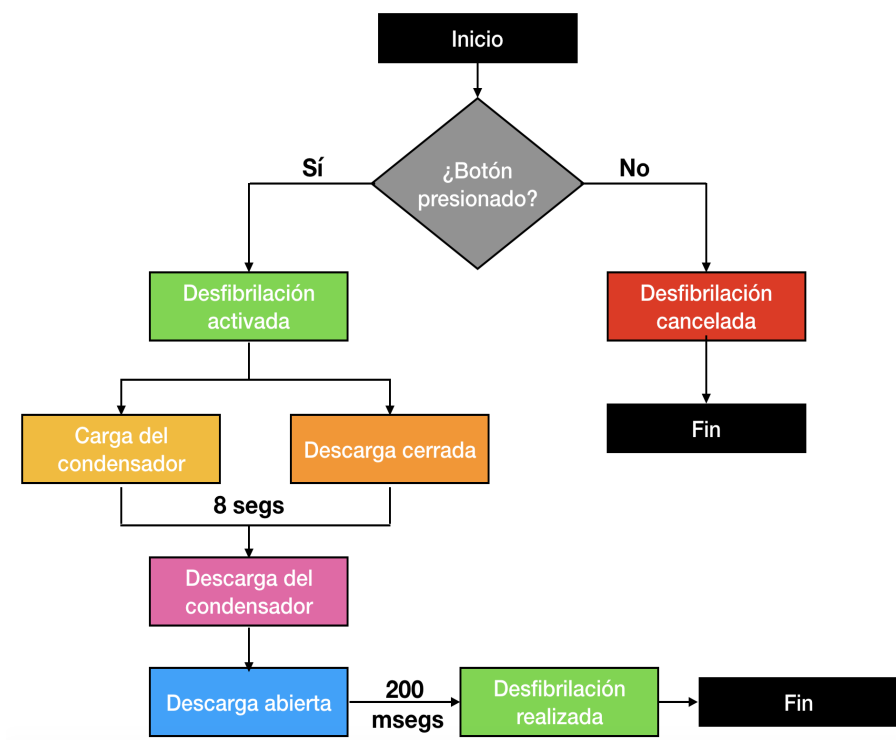 Inicio
¿Botón
presionado?
Sí
No
Desfibrilación
activada
Desfibrilación
cancelada
Carga del
condensador
Descarga cerrada
Fin
8 segs
Descarga del
condensador
Descarga abierta
200
msegs
Desfibrilación
realizada
Fin